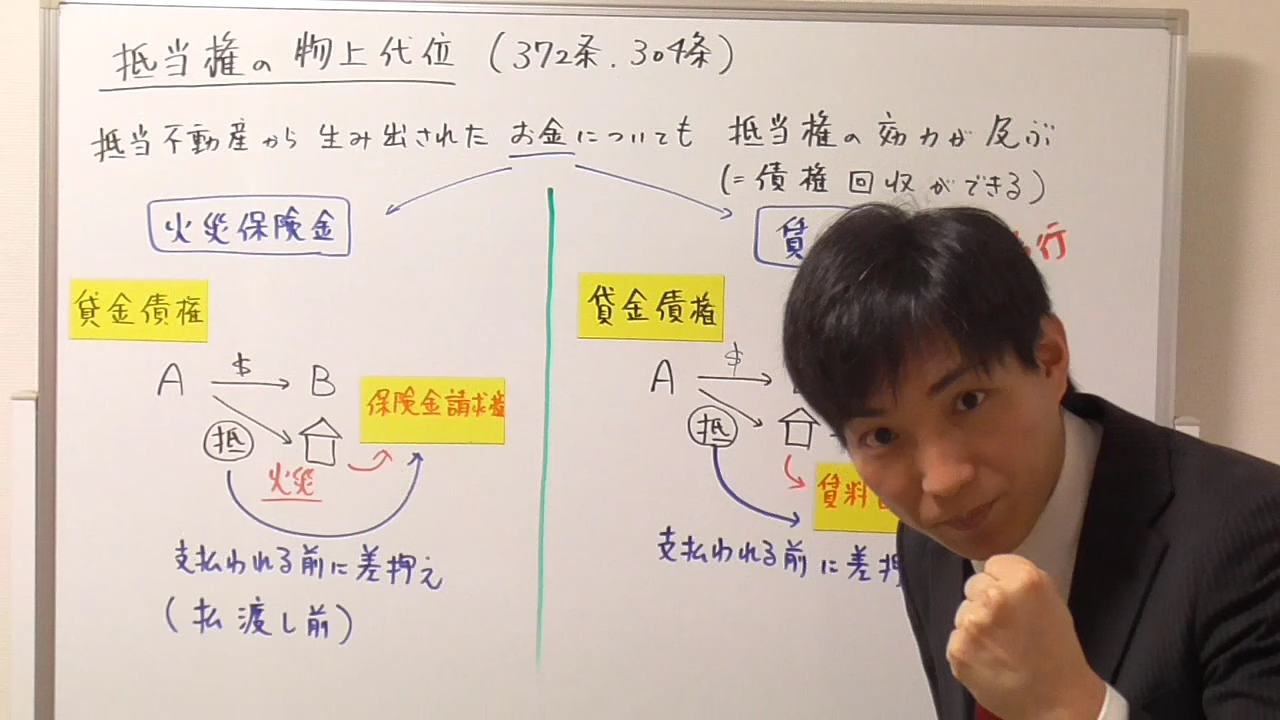 抵当権の物上代位（372条．304条）
抵当不動産から生み出されたお金についても 抵当権の効力が及ぶ
（＝債権回収ができる）
火災保険金
貸金債権
A $ B
抵
保険金請求権
火災
支払われる前に差押え
（払渡し前）
賃
行
貸金債権
A $
抵
賃料
支払われる前に差押